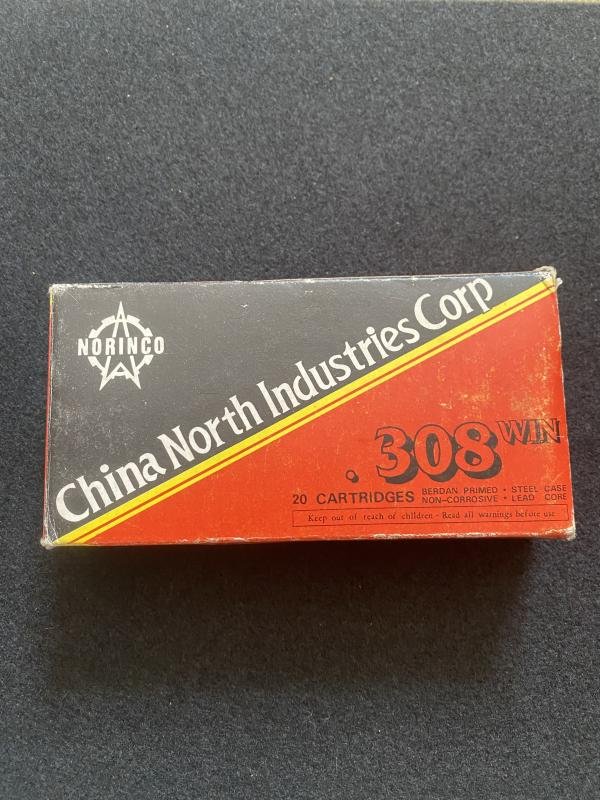 NORINCO
China North Industries Corp
.308 WIN
20 CARTRIDGES BERDAN PRIMED • STEEL CASE
NON-CORROSIVE • LEAD CORE
Keep out of reach of children - Read all warnings before use